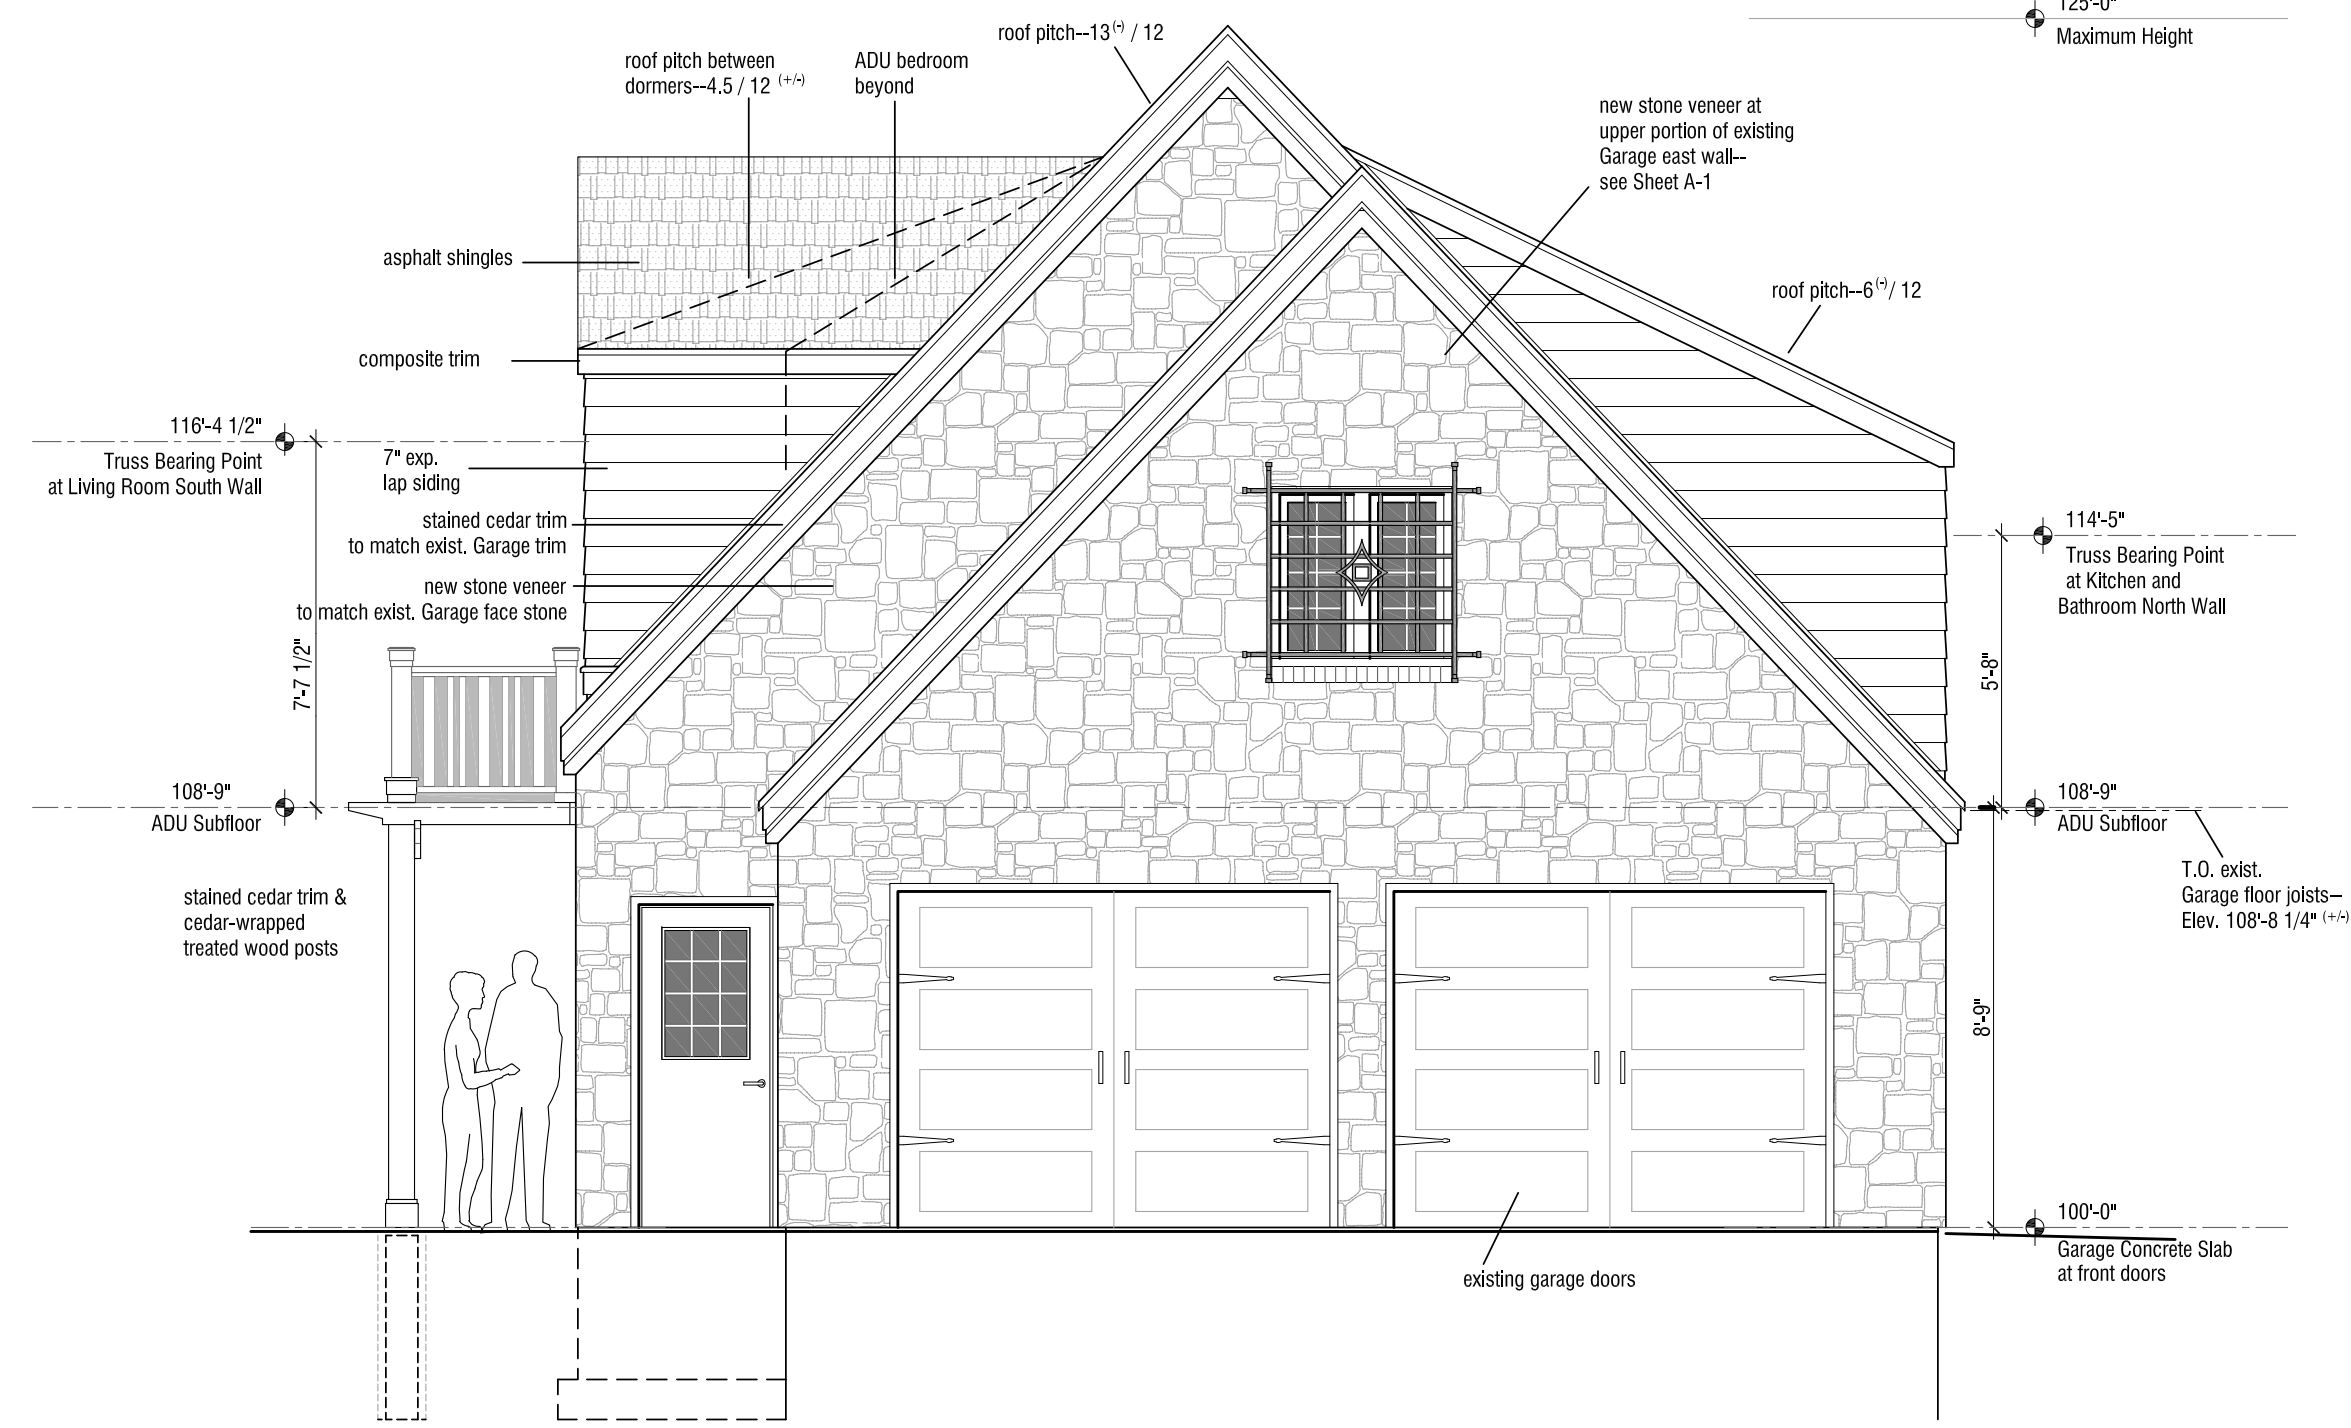 125'-0"
Maximum Height
roof pitch--13(-) / 12
roof pitch between
dormers--4.5 / 12 (+/-)
ADU bedroom
beyond
new stone veneer at
upper portion of existing
Garage east wall--
see Sheet A-1
asphalt shingles
roof pitch--6(-)/ 12
composite trim
116'-4 1/2"
Truss Bearing Point
at Living Room South Wall
7" exp.
lap siding
stained cedar trim
to match exist. Garage trim
new stone veneer
to match exist. Garage face stone
114'-5"
Truss Bearing Point
at Kitchen and
Bathroom North Wall
7'-7 1/2"
5'-8"
108'-9"
ADU Subfloor
108'-9"
ADU Subfloor
T.O. exist.
Garage floor joists--
Elev. 108'-8 1/4" (+/-)
stained cedar trim &
cedar-wrapped
treated wood posts
8'-9"
100'-0"
Garage Concrete Slab
at front doors
existing garage doors